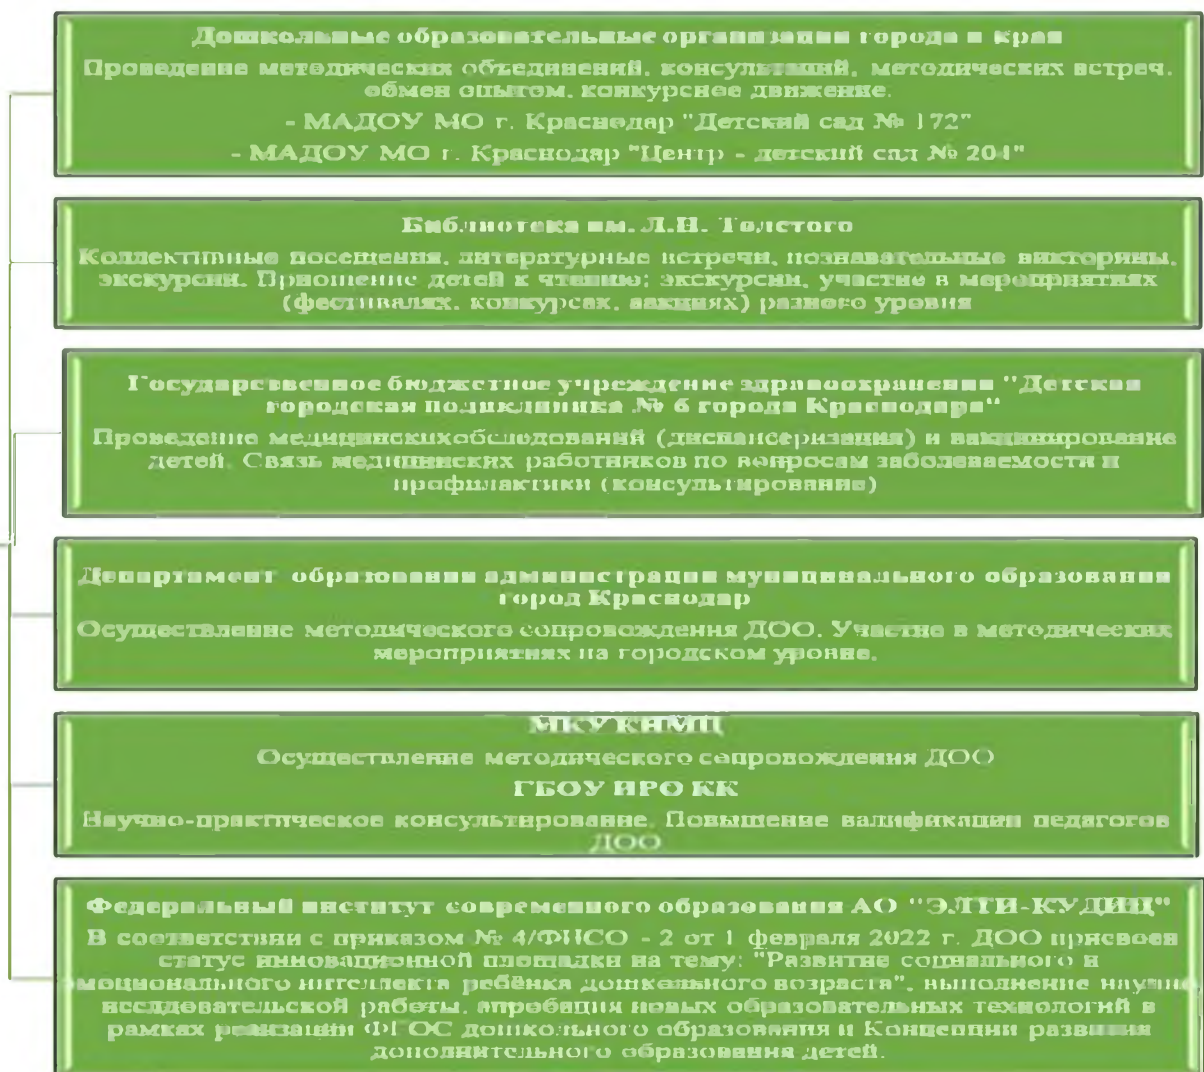 Дошкольные образовательные организации города и края
Проведение методических объединений, консультаций, методических встреч,
обмен опытом, конкурсное движение.
- МАДОУ МО г. Краснодар "Детский сад № 172"
- МАДОУ МО г. Краснодар "Центр - детский сад № 204"
Библиотека им. Л.Н. Толстого
Коллективные посещения, литературные встречи, познавательные викторины,
экскурсии. Приощение детей к чтению; экскурсии, участие в мероприятиях
(фестивалях, конкурсах, акциях) разного уровня
Государственное бюджетное учреждение здравоохранения "Детская
городская поликлиника № 6 города Краснодара"
Проведение медицинскихобследований (диспансеризация) и вакцинирование
детей. Связь медицинских работников по вопросам заболеваемости и
профилактики (консультирование)
Департамент образования администрации муниципального образования
город Краснодар
Осуществление методического сопровождения ДОО. Участие в методических
мероприятиях на городском уровне.
МКУ КНМЦ
Осуществление методического сопровождения ДОО
ГБОУ ИРО КК
Научно-практическое консультирование. Повышение валификации педагогов
ДОО
Федеральный институт современного образования АО "ЭЛТИ-КУДИЦ"
В соответствии с приказом № 4/ФИСО - 2 от 1 февраля 2022 г. ДОО присвоен
статус инновационной площадки на тему: "Развитие социального и
эмоционального интеллекта ребёнка дошкольного возраста", выполнение научно
исследовательской работы, апробация новых образовательных технологий в
рамках реализации ФГОС дошкольного образования и Концепции развития
дополнительного образования детей.